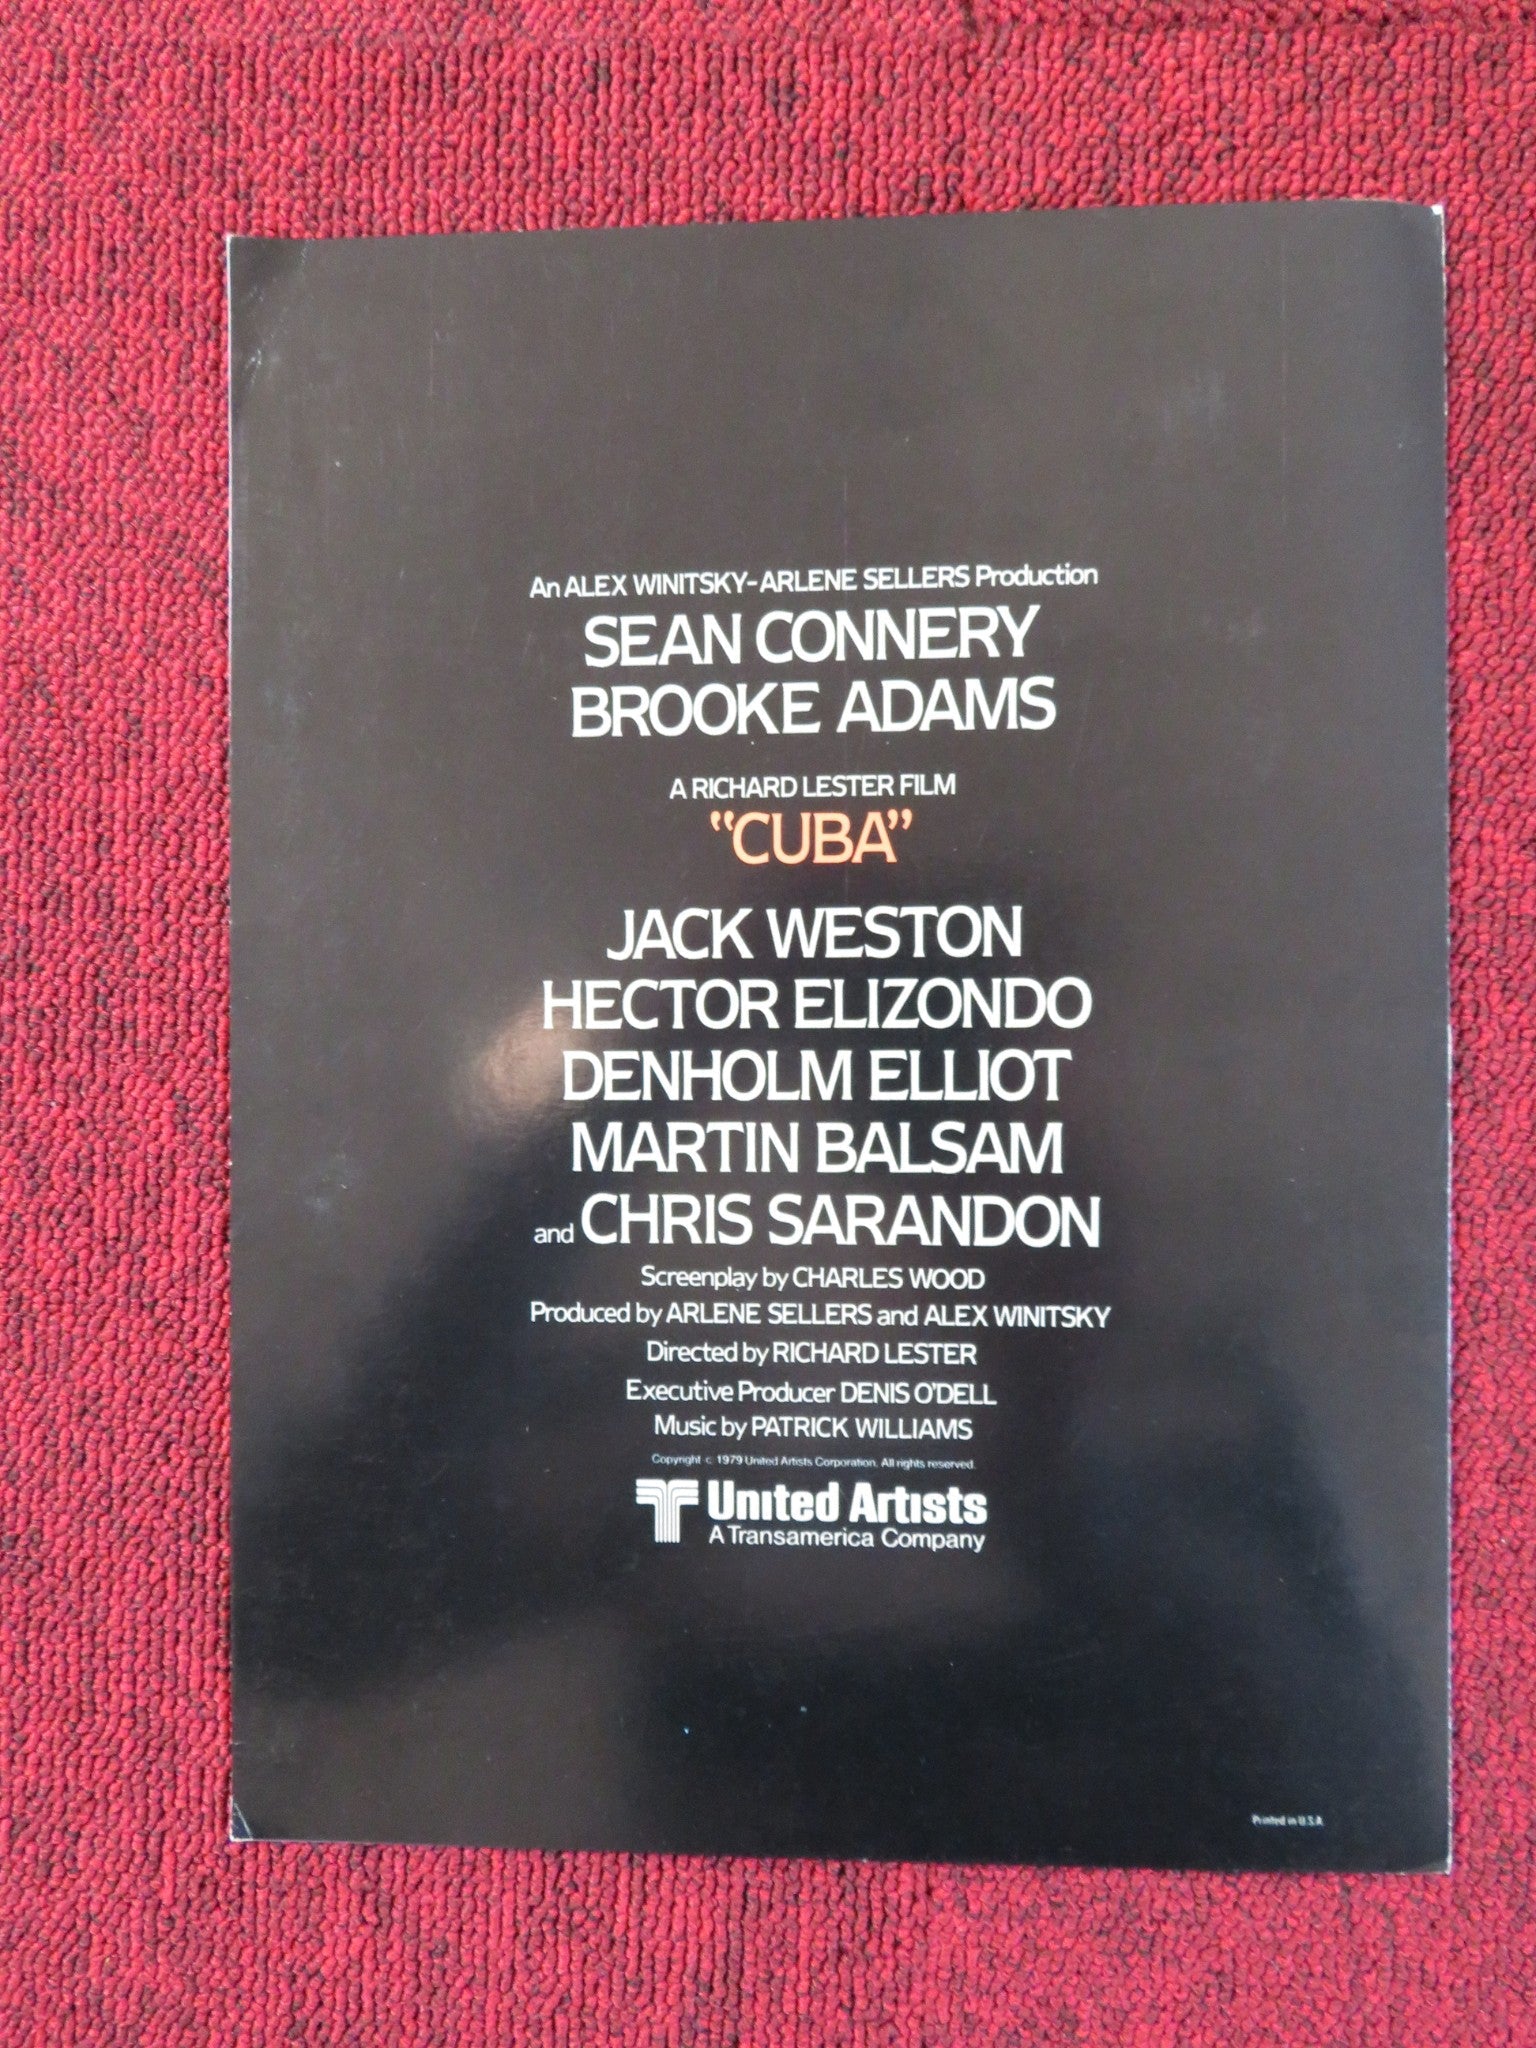 An ALEX WINITSKY-ARLENE SELLERS Production
SEAN CONNERY
BROOKE ADAMS
A RICHARD LESTER FILM
"CUBA"
JACK WESTON
HECTOR ELIZONDO
DENHOLM ELLIOT
MARTIN BALSAM
and CHRIS SARANDON
Screenplay by CHARLES WOOD
Produced by ARLENE SELLERS and ALEX WINITSKY
Directed by RICHARD LESTER
Executive Producer DENIS O'DELL
Music by PATRICK WILLIAMS
Copyright c 1979 United Artists Corporation. All rights reserved.
United Artists
A Transamerica Company
Printed in U.S.A